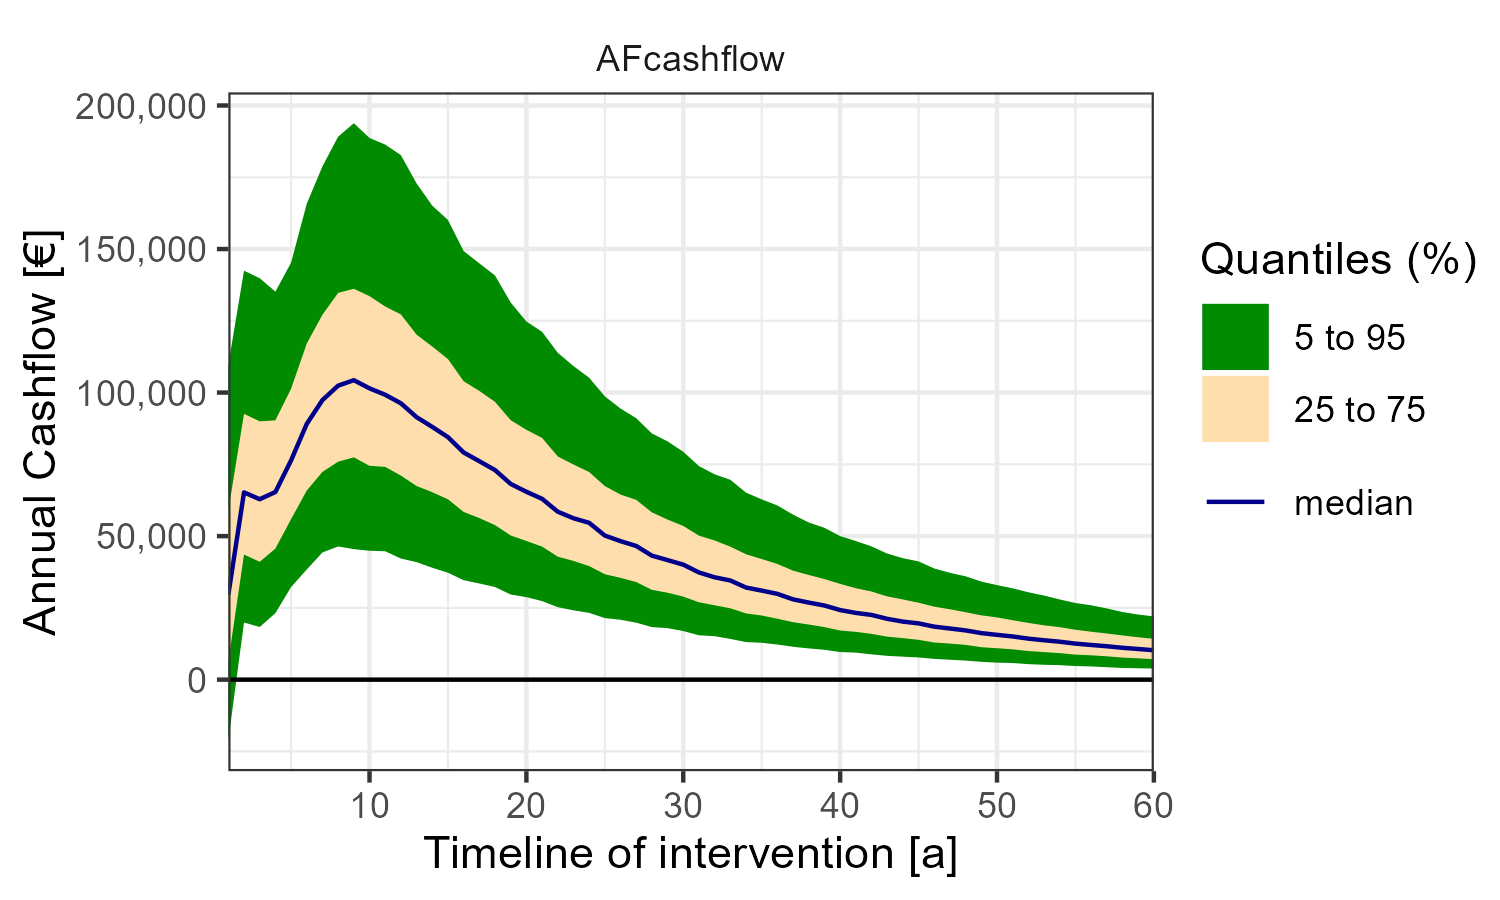 AFcashflow
200,000
150,000
100,000
50,000
0
Annual Cashflow [€]
10 20 30 40 50 60
Timeline of intervention [a]
Quantiles (%)
5 to 95
25 to 75
median